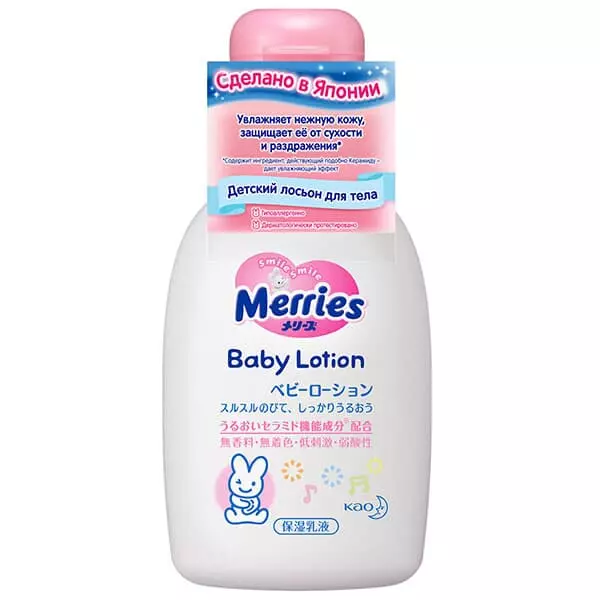 Сделано в Японии
Увлажняет нежную кожу,
защищает её от сухости
и раздражения*
*Содержит ингредиент, действующий подобно Керамиду –
дает увлажняющий эффект
Детский лосьон для тела
Гипоаллергенно
Дерматологически протестировано
Smile Smile
Merries
メリーズ
Baby Lotion
ベビーローション
スルスルのびて、しっかりうるおう
うるおいセラミド機能成分※配合
無香料・無着色・低刺激・弱酸性
Kao
保湿乳液